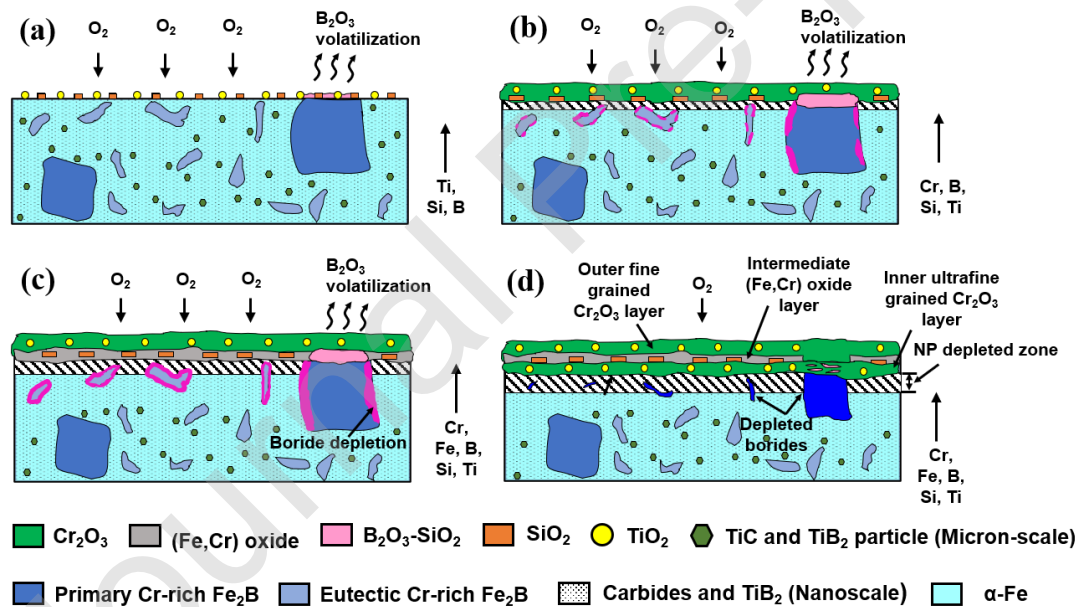 (a)
O₂
O₂
O₂
B₂O₃
volatilization
Ti,
Si, B
(b)
O₂
O₂
O₂
B₂O₃
volatilization
Cr, B,
Si, Ti
(c)
O₂
O₂
O₂
B₂O₃
volatilization
Boride depletion
Cr,
Fe, B,
Si, Ti
(d)
Outer fine
grained
Cr₂O₃ layer
O₂
Intermediate
(Fe,Cr) oxide
layer
Inner ultrafine
grained Cr₂O₃
layer
NP depleted zone
Depleted
borides
Cr,
Fe, B,
Si, Ti
Cr₂O₃
(Fe,Cr) oxide
B₂O₃-SiO₂
SiO₂
TiO₂
TiC and TiB₂ particle (Micron-scale)
Primary Cr-rich Fe₂B
Eutectic Cr-rich Fe₂B
Carbides and TiB₂ (Nanoscale)
α-Fe